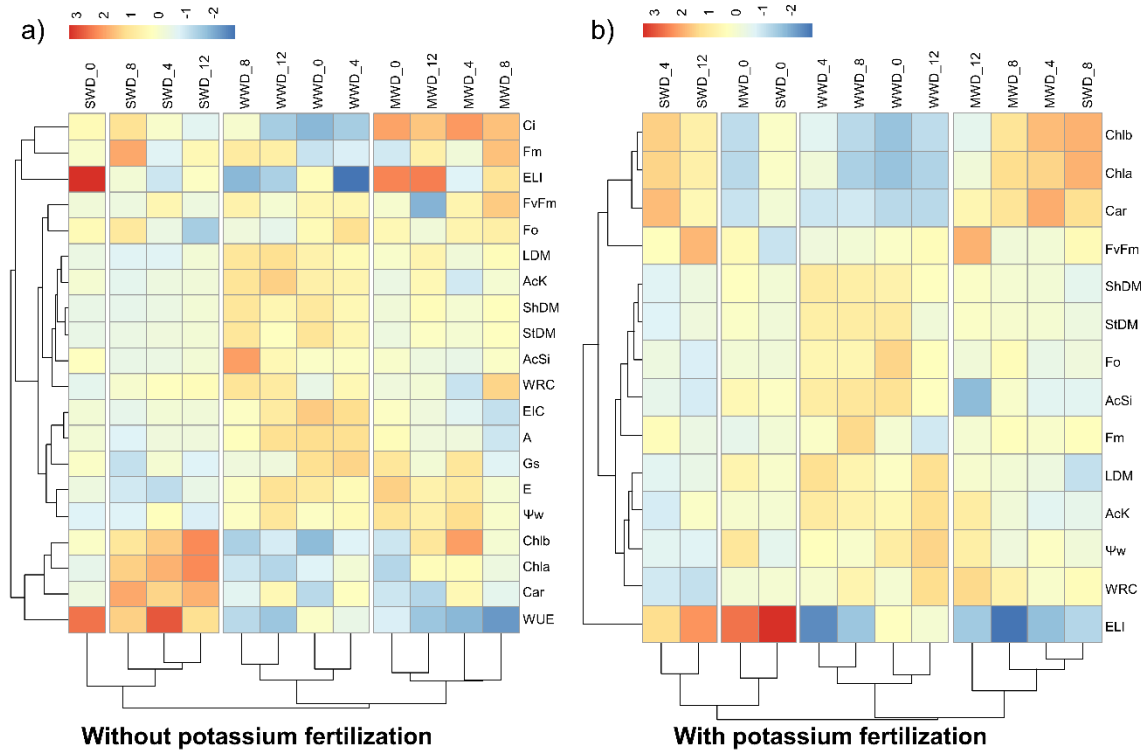 a)
3
2
1
0
-1
-2
SWD_0
SWD_8
SWD_4
SWD_12
WWD_8
WWD_12
WWD_0
WWD_4
MWD_0
MWD_12
MWD_4
MWD_8
Ci
Fm
ELI
FvFm
Fo
LDM
AcK
ShDM
StDM
AcSi
WRC
EIC
A
Gs
E
Ψw
Chlb
Chla
Car
WUE
Without potassium fertilization
b)
3
2
1
0
-1
-2
SWD_4
SWD_12
MWD_0
SWD_0
WWD_4
WWD_8
WWD_0
WWD_12
MWD_12
MWD_8
MWD_4
SWD_8
Chlb
Chla
Car
FvFm
ShDM
StDM
Fo
AcSi
Fm
LDM
AcK
Ψw
WRC
ELI
With potassium fertilization